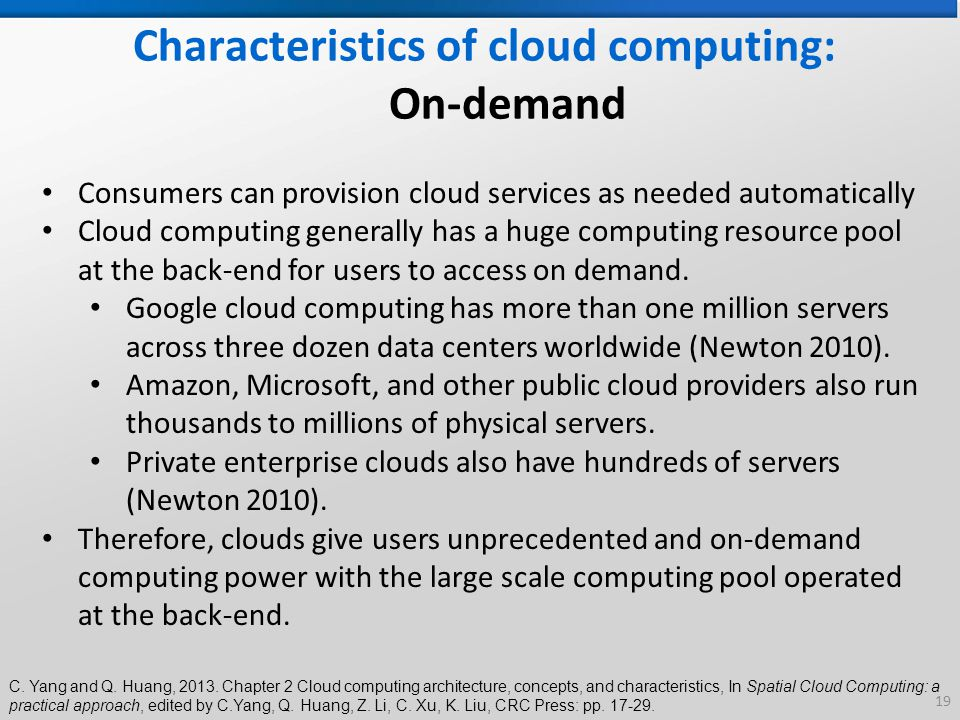 Characteristics of cloud computing:
On-demand
• Consumers can provision cloud services as needed automatically
• Cloud computing generally has a huge computing resource pool
at the back-end for users to access on demand.
• Google cloud computing has more than one million servers
across three dozen data centers worldwide (Newton 2010).
• Amazon, Microsoft, and other public cloud providers also run
thousands to millions of physical servers.
• Private enterprise clouds also have hundreds of servers
(Newton 2010).
• Therefore, clouds give users unprecedented and on-demand
computing power with the large scale computing pool operated
at the back-end.
C. Yang and Q. Huang, 2013. Chapter 2 Cloud computing architecture, concepts, and characteristics, In Spatial Cloud Computing: a
practical approach, edited by C.Yang, Q. Huang, Z. Li, C. Xu, K. Liu, CRC Press: pp. 17-29.
19